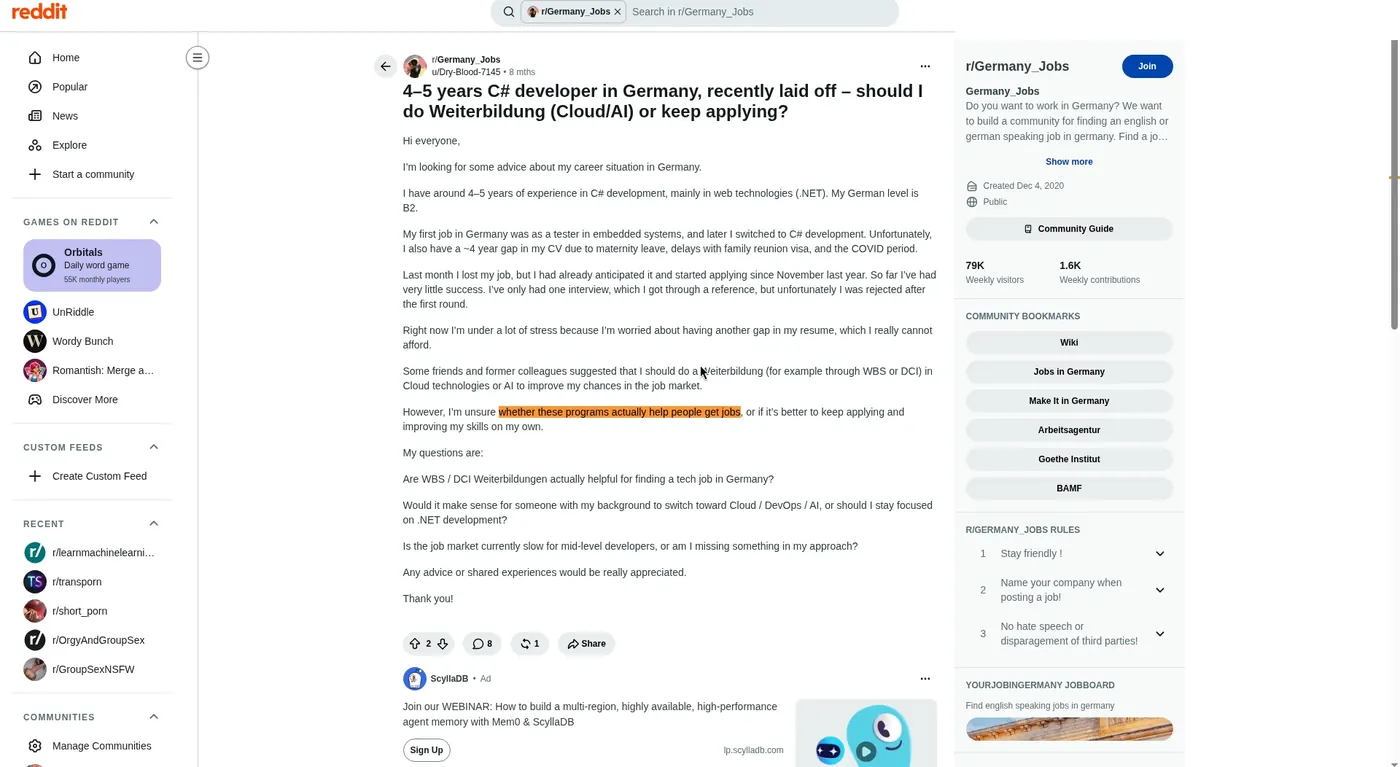 reddit
r/Germany_Jobs
Search in r/Germany_Jobs
Home
Popular
News
Explore
Start a community
GAMES ON REDDIT
Orbitals
Daily word game
55K monthly players
UnRiddle
Wordy Bunch
Romantish: Merge a...
Discover More
CUSTOM FEEDS
Create Custom Feed
RECENT
r/learnmachinelearni...
r/transporn
r/short_porn
r/OrgyAndGroupSex
r/GroupSexNSFW
COMMUNITIES
Manage Communities
r/Germany_Jobs
u/Dry-Blood-7145 • 8 mths
4–5 years C# developer in Germany, recently laid off – should I
do Weiterbildung (Cloud/AI) or keep applying?
Hi everyone,
I'm looking for some advice about my career situation in Germany.
I have around 4–5 years of experience in C# development, mainly in web technologies (.NET). My German level is
B2.
My first job in Germany was as a tester in embedded systems, and later I switched to C# development. Unfortunately,
I also have a ~4 year gap in my CV due to maternity leave, delays with family reunion visa, and the COVID period.
Last month I lost my job, but I had already anticipated it and started applying since November last year. So far I've had
very little success. I've only had one interview, which I got through a reference, but unfortunately I was rejected after
the first round.
Right now I'm under a lot of stress because I'm worried about having another gap in my resume, which I really cannot
afford.
Some friends and former colleagues suggested that I should do a Weiterbildung (for example through WBS or DCI) in
Cloud technologies or AI to improve my chances in the job market.
However, I'm unsure whether these programs actually help people get jobs, or if it's better to keep applying and
improving my skills on my own.
My questions are:
Are WBS / DCI Weiterbildungen actually helpful for finding a tech job in Germany?
Would it make sense for someone with my background to switch toward Cloud / DevOps / AI, or should I stay focused
on .NET development?
Is the job market currently slow for mid-level developers, or am I missing something in my approach?
Any advice or shared experiences would be really appreciated.
Thank you!
2
8
1
Share
ScyllaDB • Ad
Join our WEBINAR: How to build a multi-region, highly available, high-performance
agent memory with Mem0 & ScyllaDB
Sign Up
lp.scylladb.com
r/Germany_Jobs
Join
Germany_Jobs
Do you want to work in Germany? We want
to build a community for finding an english or
german speaking job in germany. Find a jo...
Show more
Created Dec 4, 2020
Public
Community Guide
79K
Weekly visitors
1.6K
Weekly contributions
COMMUNITY BOOKMARKS
Wiki
Jobs in Germany
Make It in Germany
Arbeitsagentur
Goethe Institut
BAMF
R/GERMANY_JOBS RULES
1 Stay friendly !
2 Name your company when
posting a job!
3 No hate speech or
disparagement of third parties!
YOURJOBINGERMANY JOBBOARD
Find english speaking jobs in germany